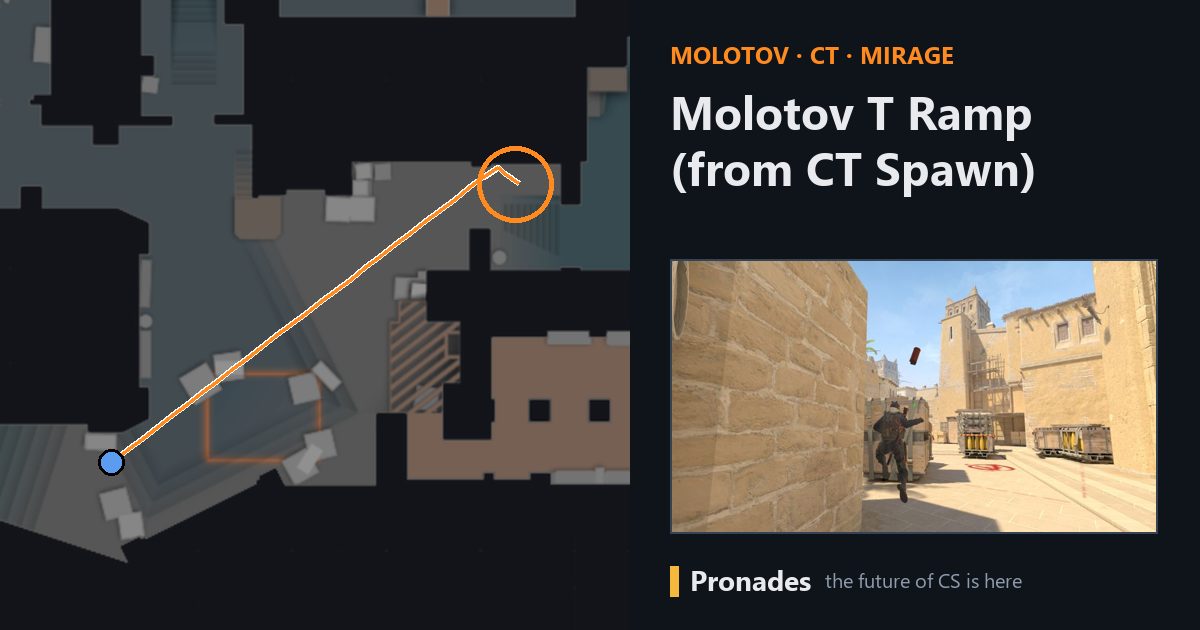 MOLOTOV · CT · MIRAGE
Molotov T Ramp
(from CT Spawn)
Pronades the future of CS is here